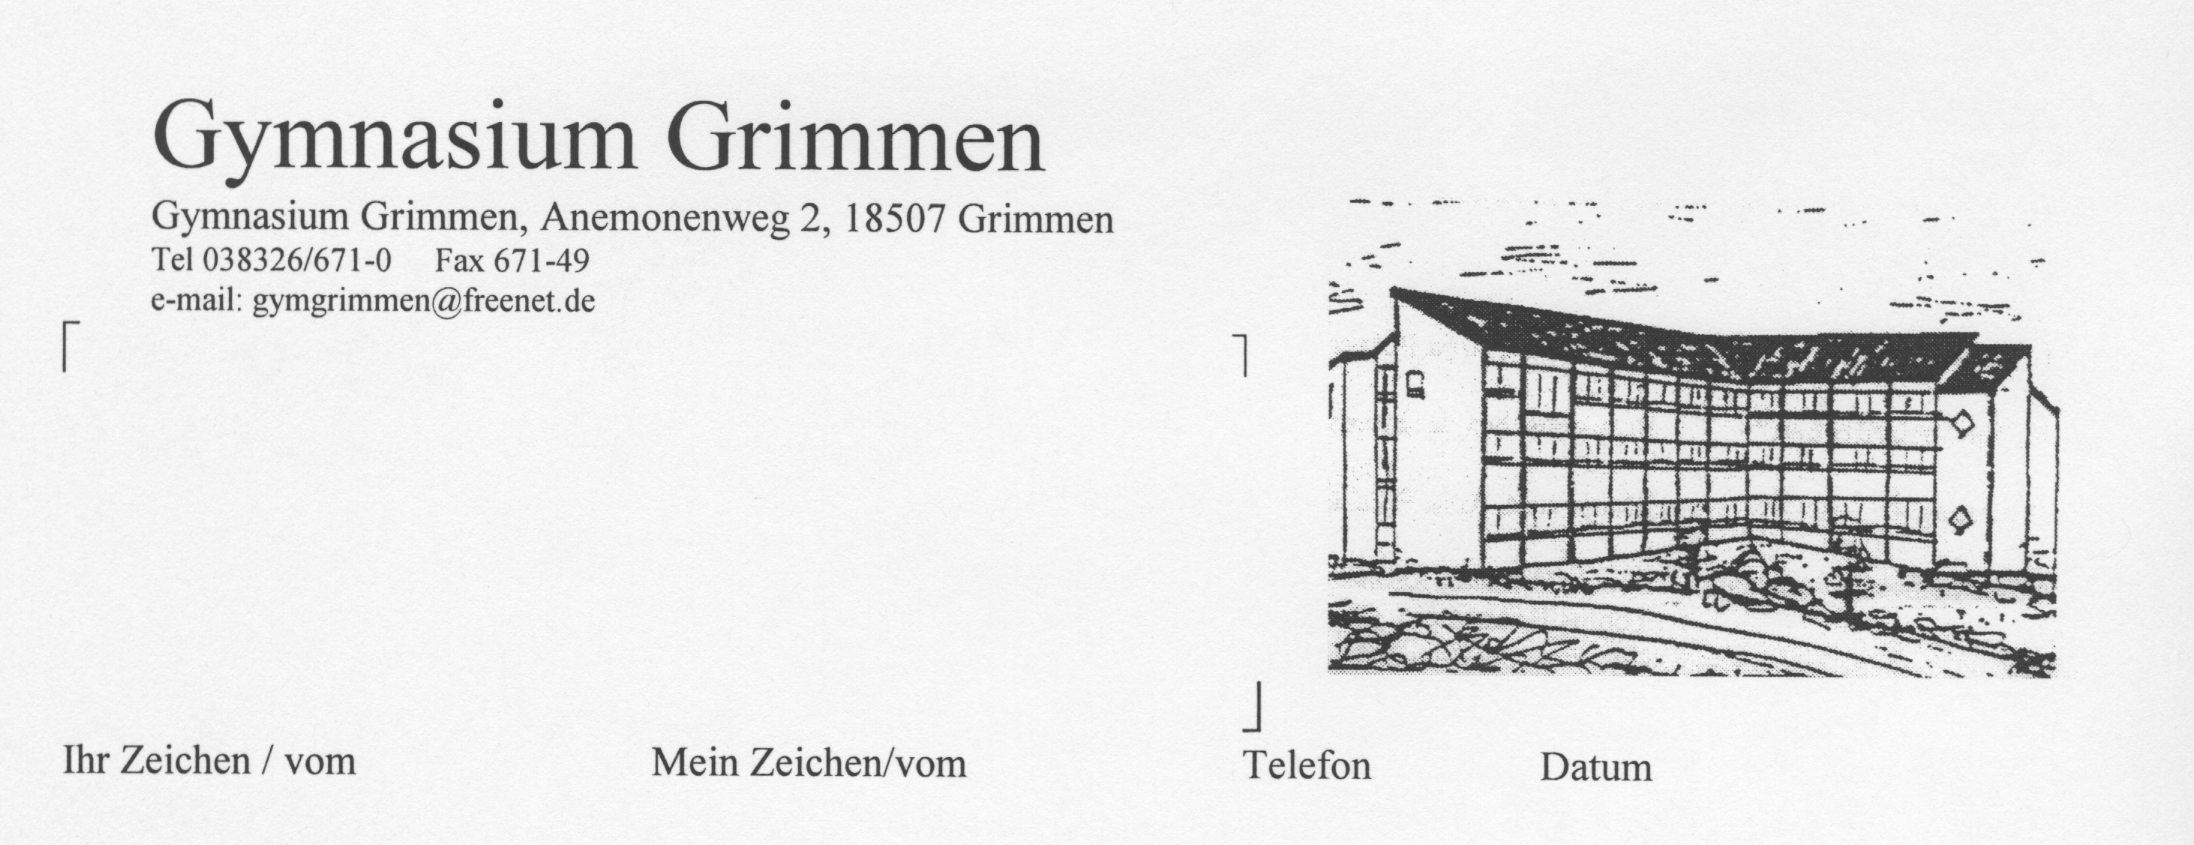 Gymnasium Grimmen
Gymnasium Grimmen, Anemonenweg 2, 18507 Grimmen
Tel 038326/671-0 Fax 671-49
e-mail: gymgrimmen@freenet.de
Ihr Zeichen / vom Mein Zeichen/vom Telefon Datum